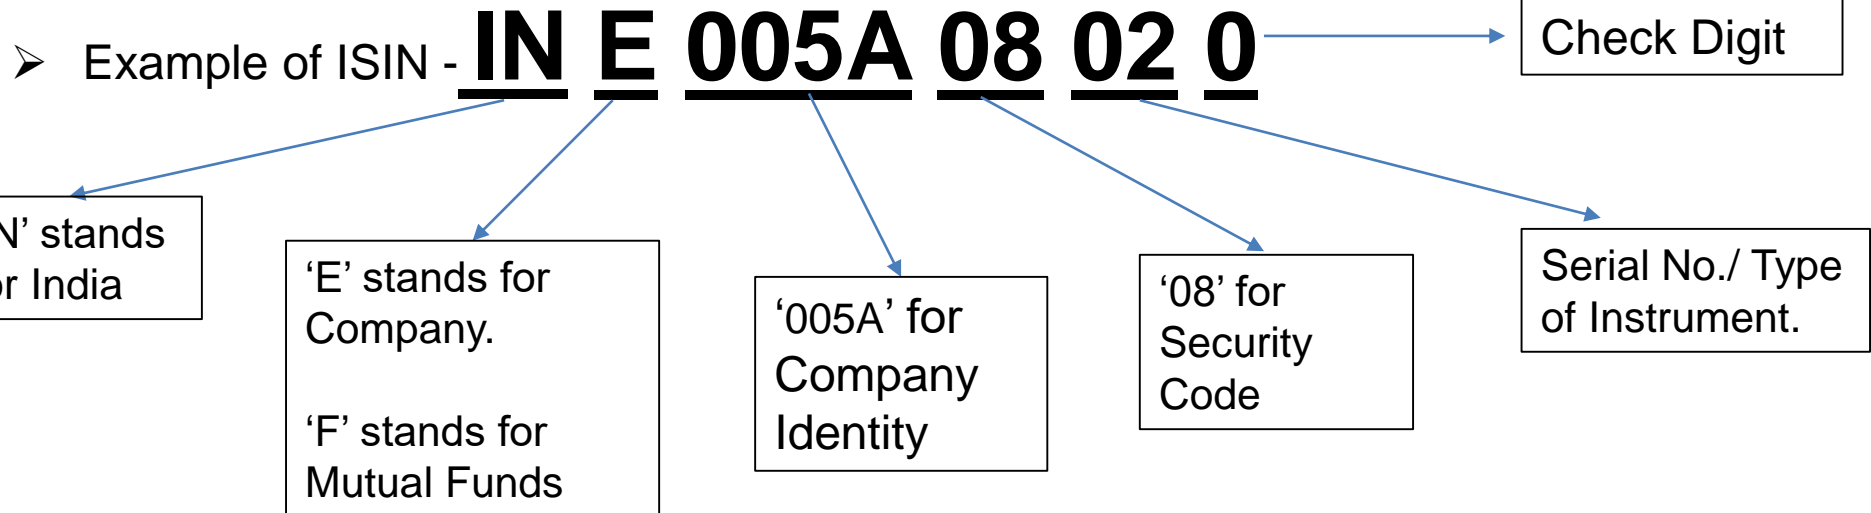 ➢ Example of ISIN - IN E 005A 08 02 0
Check Digit
N’ stands
r India
‘E’ stands for
Company.
‘F’ stands for
Mutual Funds
‘005A’ for
Company
Identity
‘08’ for
Security
Code
Serial No./ Type
of Instrument.